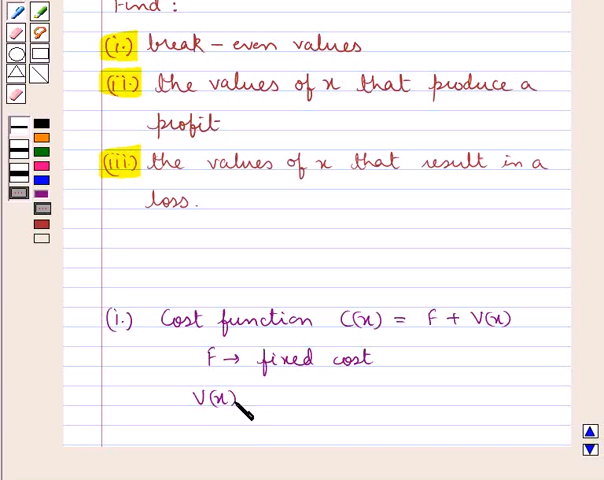 Find :
(i.) break - even values
(ii.) the values of x that produce a
profit
(iii.) the values of x that result in a
loss.
(i.) Cost function C(x) = F + V(x)
F → fixed cost
V(x)